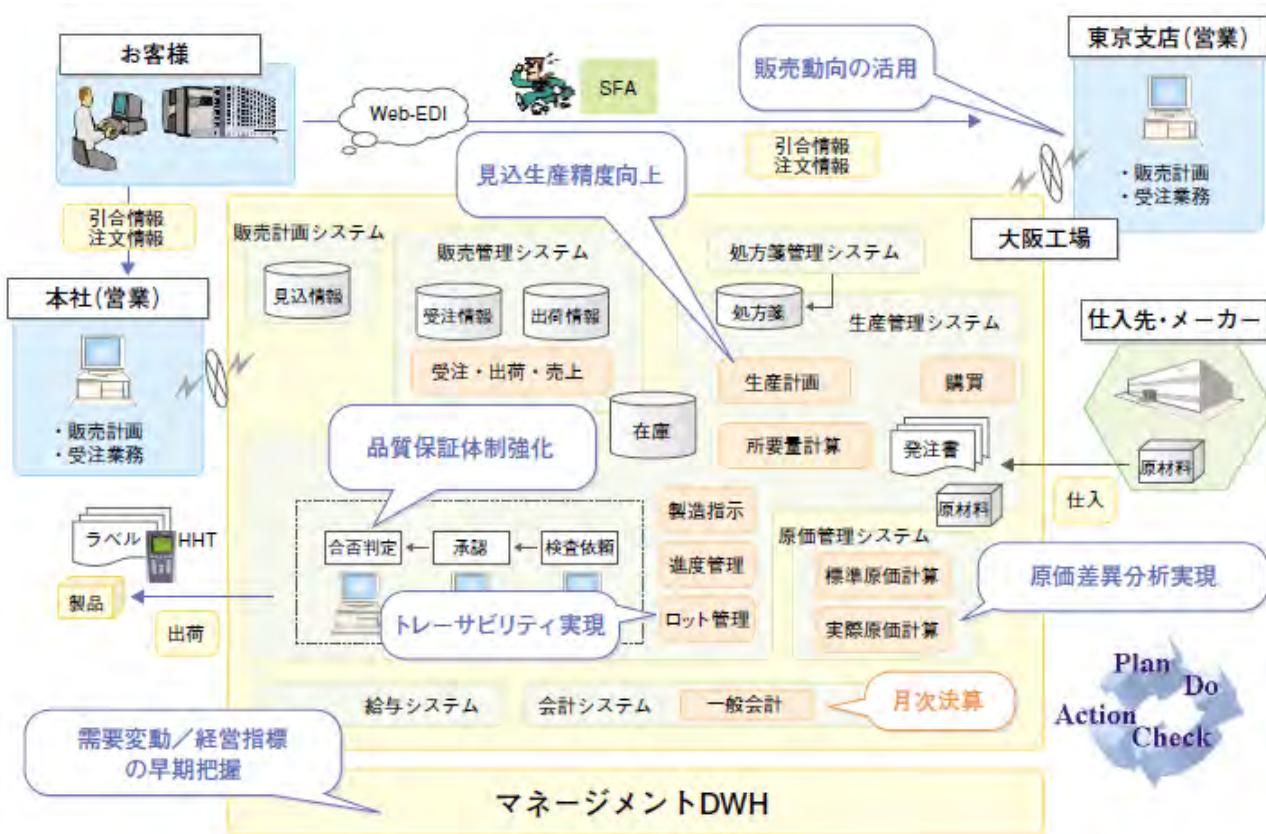 お客様
東京支店(営業)
販売動向の活用
SFA
Web-EDI
引合情報
注文情報
・販売計画
・受注業務
見込生産精度向上
引合情報
注文情報
大阪工場
販売計画システム
見込情報
販売管理システム
受注情報
出荷情報
受注・出荷・売上
処方箋管理システム
処方箋
生産管理システム
生産計画
購買
所要量計算
発注書
在庫
本社(営業)
・販売計画
・受注業務
仕入先・メーカー
原材料
仕入
原材料
品質保証体制強化
合否判定
承認
検査依頼
製造指示
進度管理
ロット管理
トレーサビリティ実現
原価管理システム
標準原価計算
実際原価計算
原価差異分析実現
ラベル
HHT
製品
出荷
給与システム
会計システム
一般会計
月次決算
Plan
Do
Action
Check
需要変動／経営指標
の早期把握
マネージメントDWH